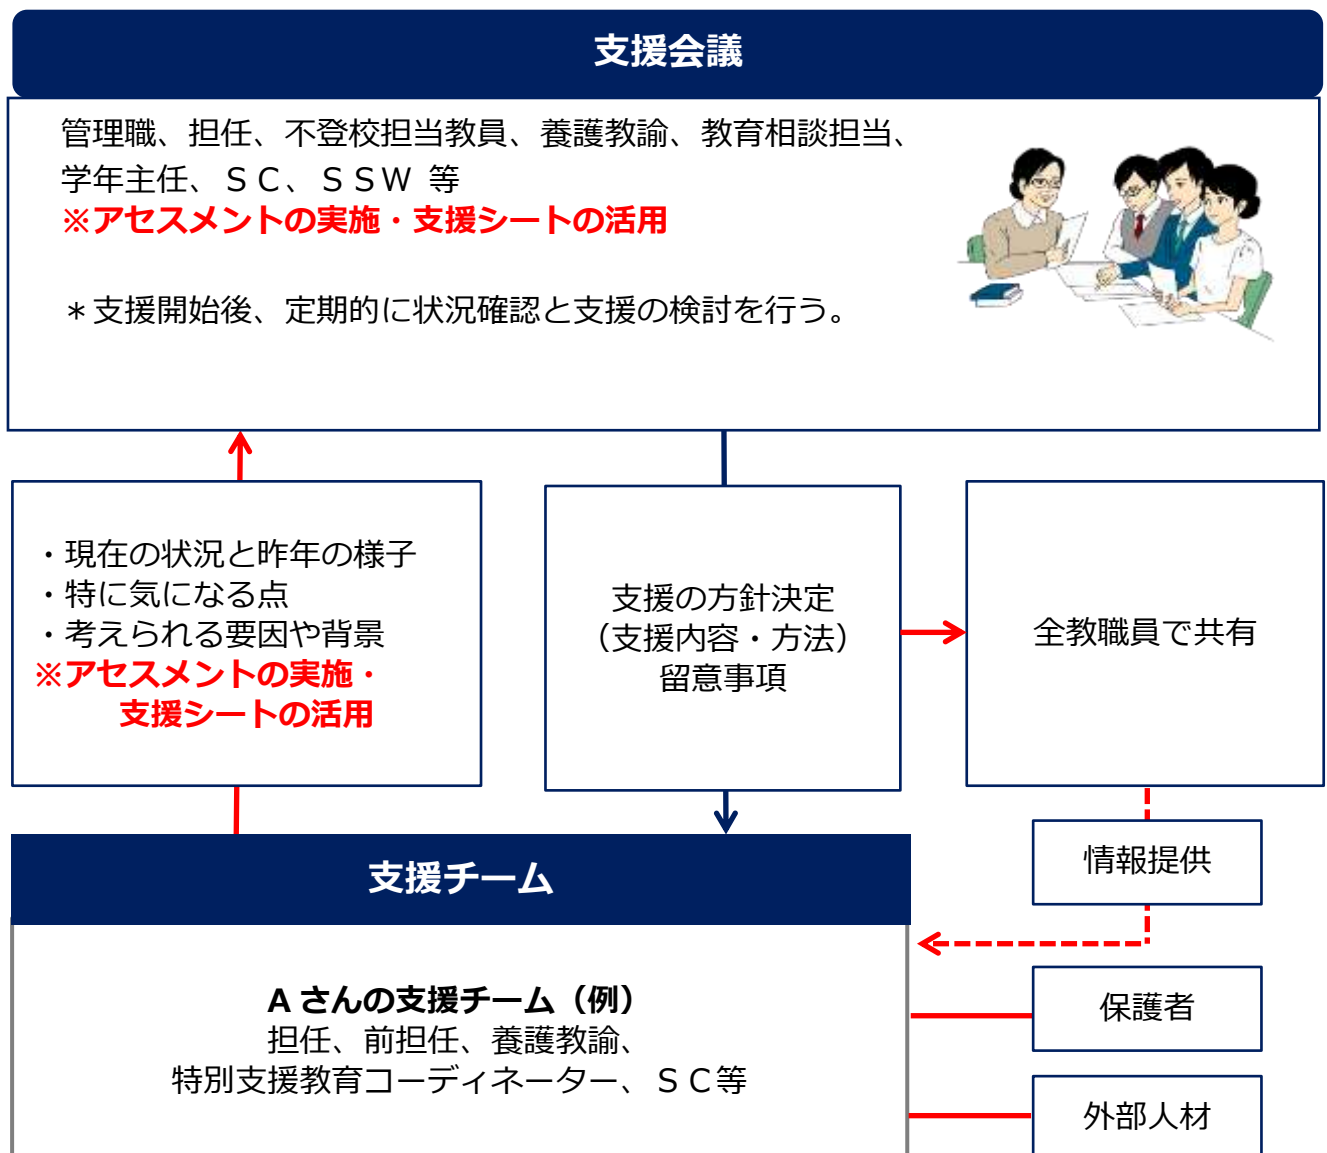 支援会議
管理職、担任、不登校担当教員、養護教諭、教育相談担当、
学年主任、ＳＣ、ＳＳＷ 等
※アセスメントの実施・支援シートの活用
＊支援開始後、定期的に状況確認と支援の検討を行う。
・現在の状況と昨年の様子
・特に気になる点
・考えられる要因や背景
※アセスメントの実施・
支援シートの活用
支援の方針決定
（支援内容・方法）
留意事項
全教職員で共有
情報提供
支援チーム
A さんの支援チーム（例）
担任、前担任、養護教諭、
特別支援教育コーディネーター、ＳＣ等
保護者
外部人材